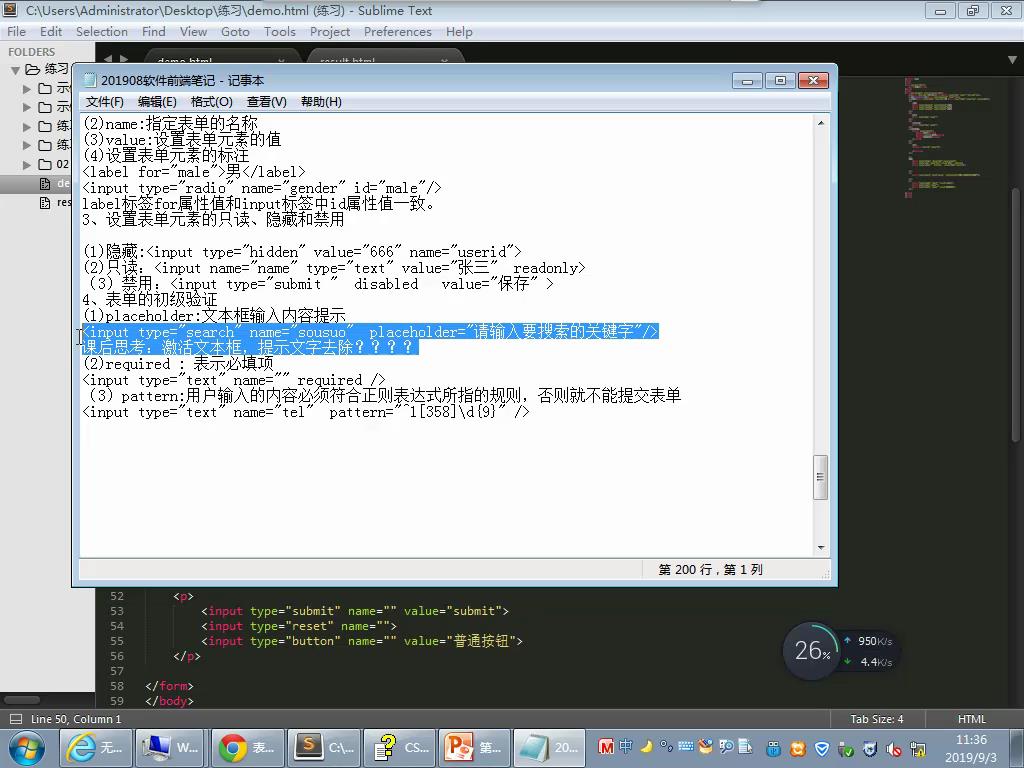 C:\Users\Administrator\Desktop\练习\demo.html (练习) - Sublime Text
File Edit Selection Find View Goto Tools Project Preferences Help
FOLDERS
练习
02
de
res
demo.html
result.html
201908软件前端笔记 - 记事本
文件(F) 编辑(E) 格式(O) 查看(V) 帮助(H)
(2)name:指定表单的名称
(3)value:设置表单元素的值
(4)设置表单元素的标注
<label for="male">男</label>
<input type="radio" name="gender" id="male"/>
label标签for属性值和input标签中id属性值一致。
3、设置表单元素的只读、隐藏和禁用
(1)隐藏:<input type="hidden" value="666" name="userid">
(2)只读：<input name="name" type="text" value="张三"  readonly>
（3）禁用：<input type="submit "  disabled   value="保存" >
4、表单的初级验证
(1)placeholder:文本框输入内容提示
<input type="search" name="sousuo"  placeholder="请输入要搜索的关键字"/>
课后思考：激活文本框，提示文字去除？？？？
(2)required : 表示必填项
<input type="text" name="" required />
（3）pattern:用户输入的内容必须符合正则表达式所指的规则，否则就不能提交表单
<input type="text" name="tel"  pattern="^1[358]\d{9}" />
第 200 行，第 1 列
52 <p>
53 <input type="submit" name="" value="submit">
54 <input type="reset" name="">
55 <input type="button" name="" value="普通按钮">
56 </p>
57
58 </form>
59 </body>
26%
950K/s
4.4K/s
Line 50, Column 1
Tab Size: 4
HTML
无...
W...
表...
C:\...
CS...
第...
20...
中
11:36
2019/9/3